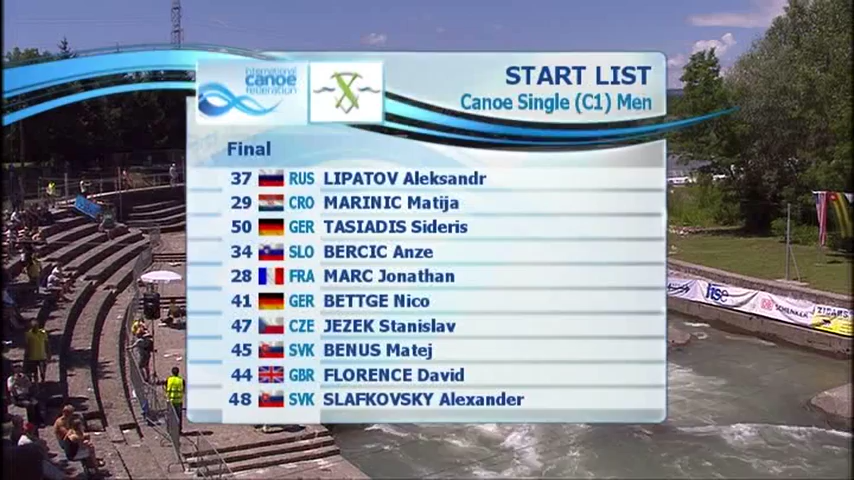 international
canoe
federation
START LIST
Canoe Single (C1) Men
Final
37 RUS LIPATOV Aleksandr
29 CRO MARINIC Matija
50 GER TASIADIS Sideris
34 SLO BERCIC Anze
28 FRA MARC Jonathan
41 GER BETTGE Nico
47 CZE JEZEK Stanislav
45 SVK BENUS Matej
44 GBR FLORENCE David
48 SVK SLAFKOVSKY Alexander
hse
SCHENKER